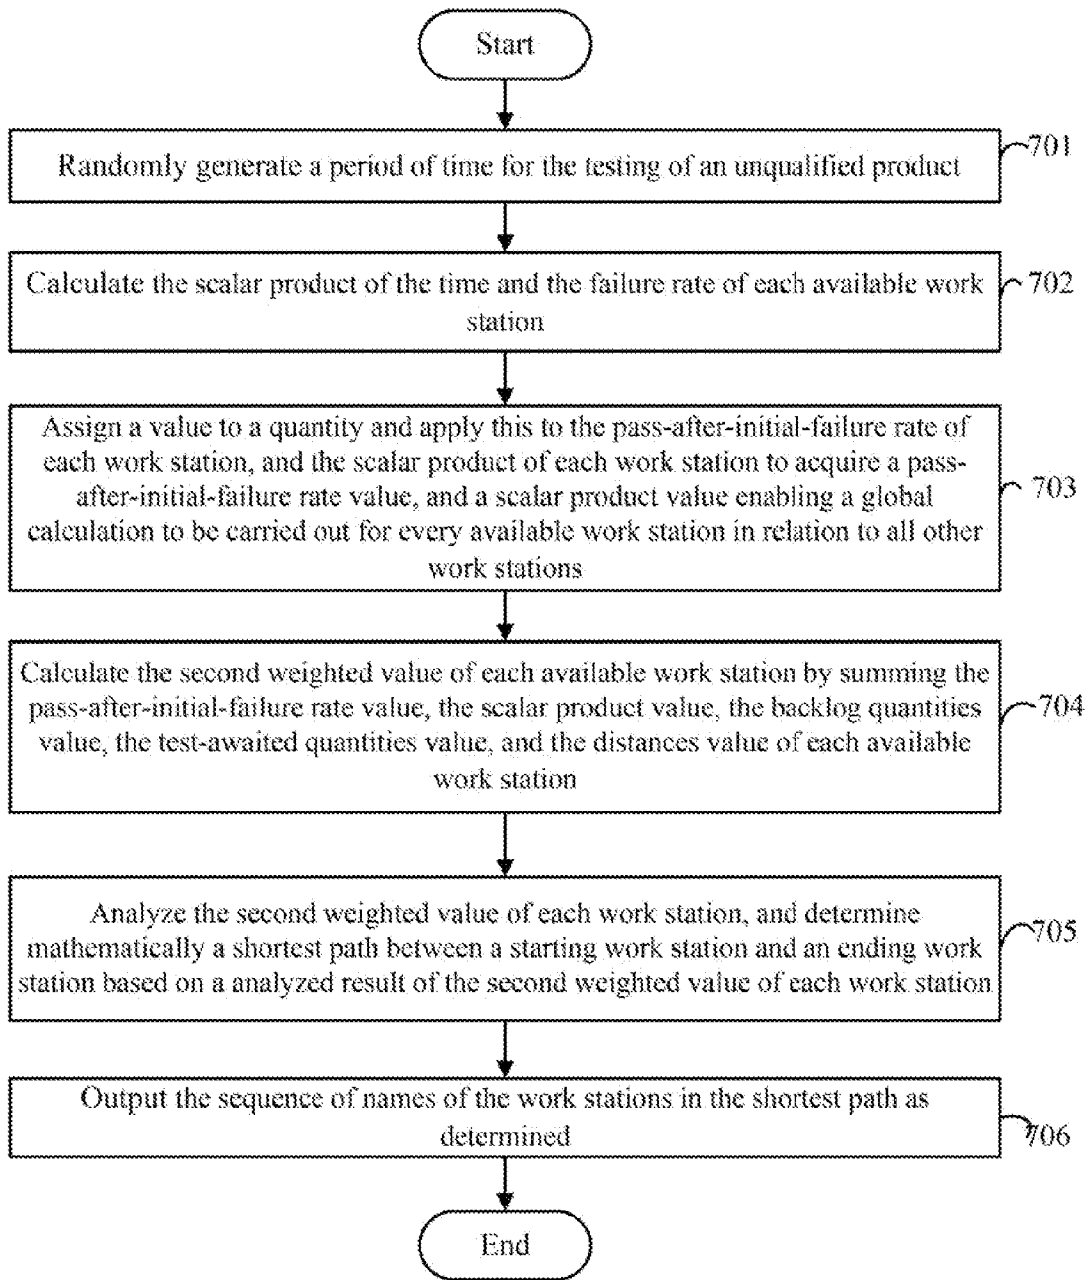 Start
Randomly generate a period of time for the testing of an unqualified product
701
Calculate the scalar product of the time and the failure rate of each available work
station
702
Assign a value to a quantity and apply this to the pass-after-initial-failure rate of
each work station, and the scalar product of each work station to acquire a pass-
after-initial-failure rate value, and a scalar product value enabling a global
calculation to be carried out for every available work station in relation to all other
work stations
703
Calculate the second weighted value of each available work station by summing the
pass-after-initial-failure rate value, the scalar product value, the backlog quantities
value, the test-awaited quantities value, and the distances value of each available
work station
704
Analyze the second weighted value of each work station, and determine
mathematically a shortest path between a starting work station and an ending work
station based on a analyzed result of the second weighted value of each work station
705
Output the sequence of names of the work stations in the shortest path as
determined
706
End